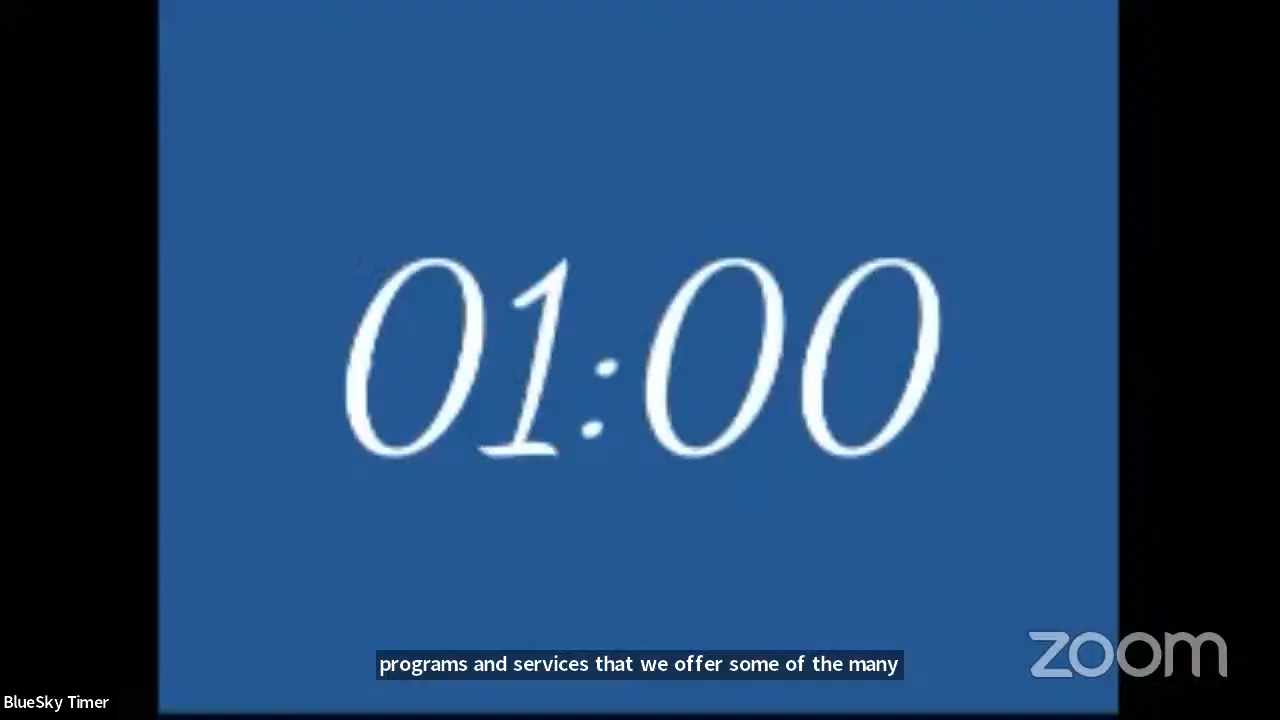 01:00
programs and services that we offer some of the many
zoom
BlueSky Timer